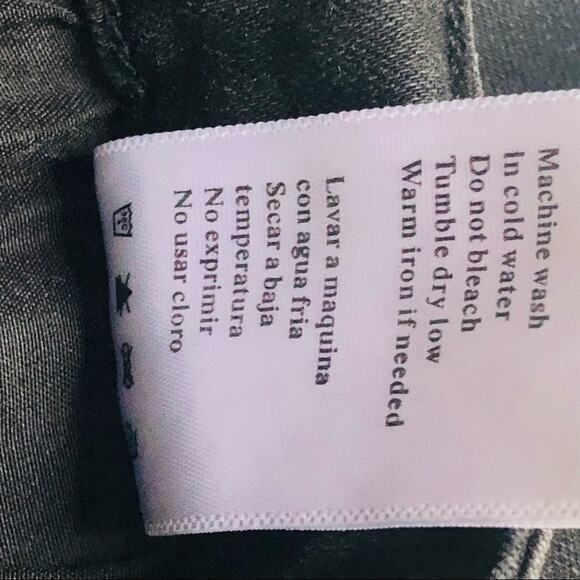 Machine wash
In cold water
Do not bleach
Tumble dry low
Warm iron if needed
Lavar a maquina
con agua fria
Secar a baja
temperatura
No exprimir
No usar cloro